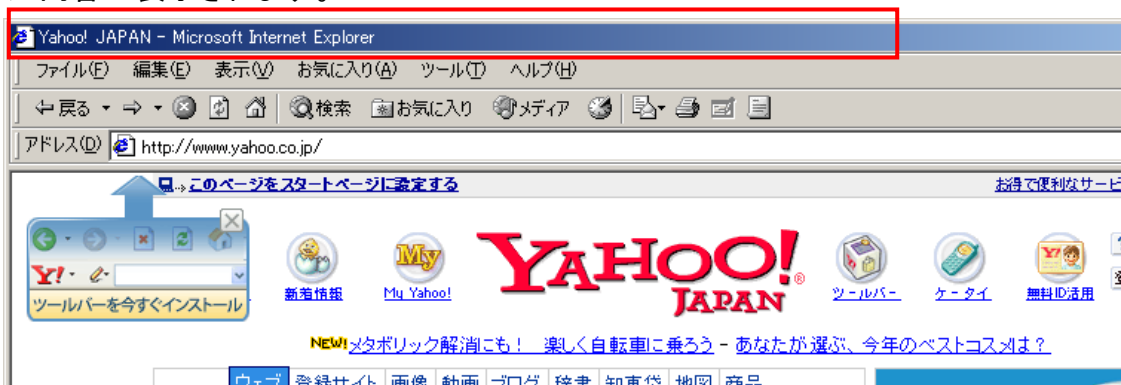 Yahoo! JAPAN - Microsoft Internet Explorer
ファイル(F) 編集(E) 表示(V) お気に入り(A) ツール(T) ヘルプ(H)
戻る 検索 お気に入り メディア
アドレス(D) http://www.yahoo.co.jp/
このページをスタートページに設定する お得で便利なサービ
YAHOO! JAPAN
Y!
ツールバーを今すぐインストール
新着情報 My Yahoo! ツールバー ケータイ 無料ID活用
NEW!メタボリック解消にも! 楽しく自転車に乗ろう - あなたが選ぶ、今年のベストコスメは?
ウェブ 登録サイト 画像 動画 ブログ 辞書 知恵袋 地図 商品